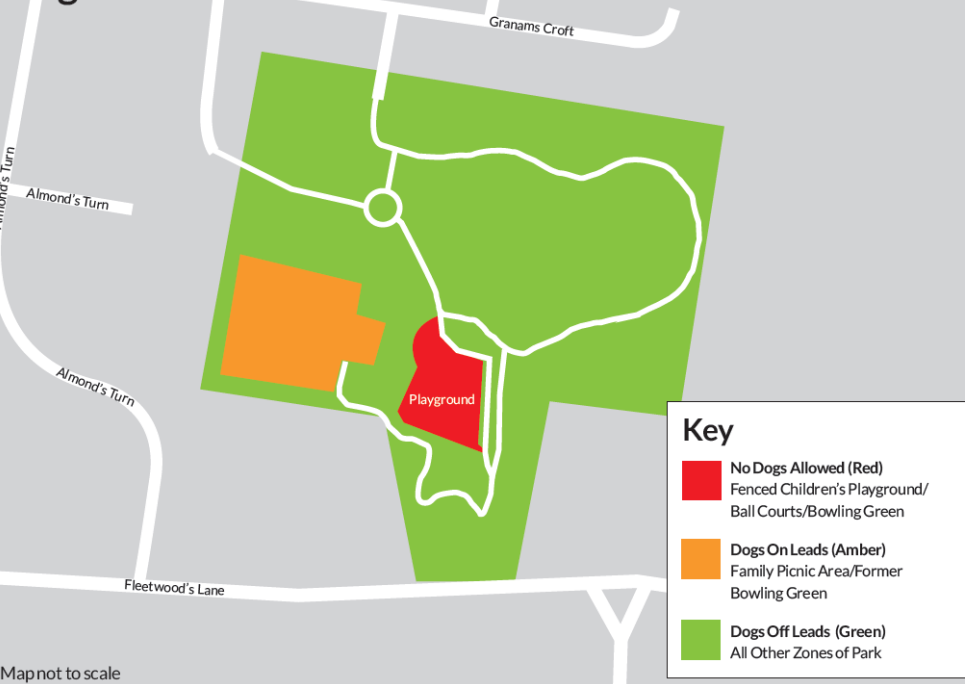 Granams Croft
Almond's Turn
Almond's Turn
Almond's Turn
Playground
Fleetwood's Lane
Map not to scale
Key
No Dogs Allowed (Red)
Fenced Children's Playground/
Ball Courts/Bowling Green
Dogs On Leads (Amber)
Family Picnic Area/Former
Bowling Green
Dogs Off Leads (Green)
All Other Zones of Park